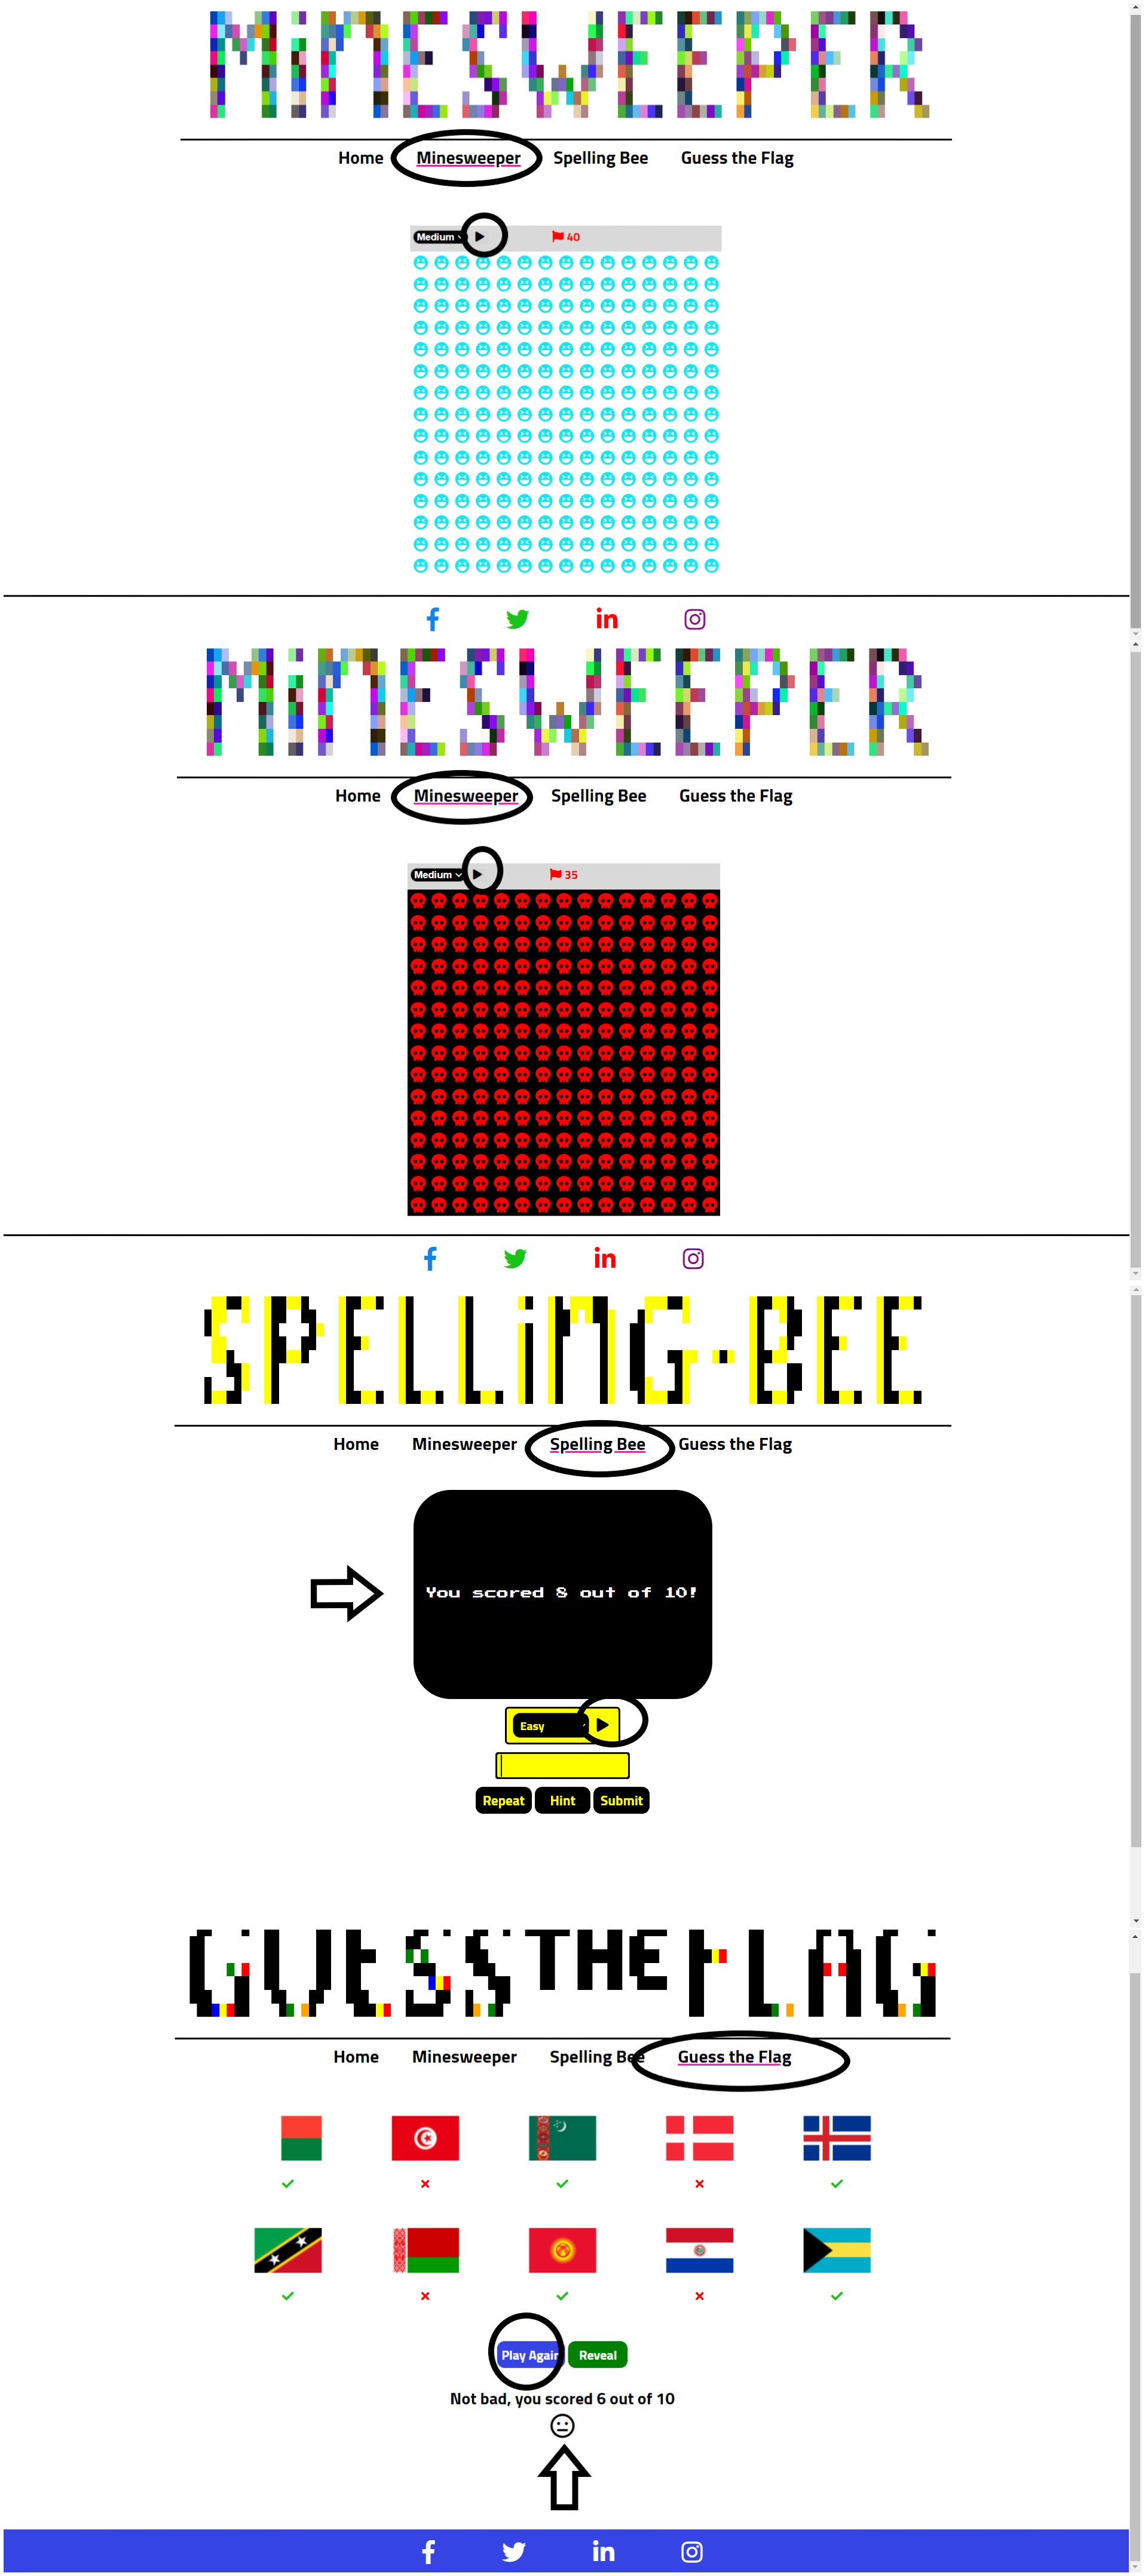 MiNESWEEPER
Home Minesweeper Spelling Bee Guess the Flag
Medium 40
MiNESWEEPER
Home Minesweeper Spelling Bee Guess the Flag
Medium 35
SPELLiNG-BEE
Home Minesweeper Spelling Bee Guess the Flag
You scored 8 out of 10!
Easy
Repeat Hint Submit
GUESS THE FLAG
Home Minesweeper Spelling Bee Guess the Flag
Play Again Reveal
Not bad, you scored 6 out of 10